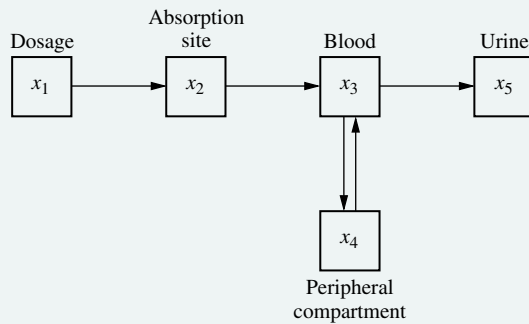 Dosage
Absorption
site
Blood
Urine
x1
x2
x3
x5
x4
Peripheral
compartment